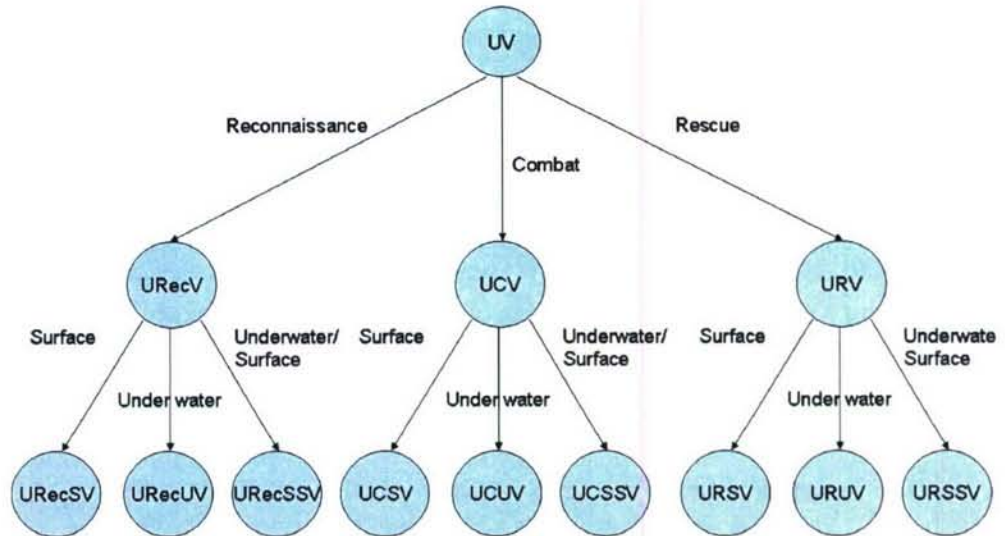 UV
Reconnaissance
Combat
Rescue
URecV
UCV
URV
Surface
Underwater/
Surface
Surface
Underwater/
Surface
Surface
Underwate
Surface
Under water
Under water
Under water
URecSV
URecUV
URecSSV
UCSV
UCUV
UCSSV
URSV
URUV
URSSV